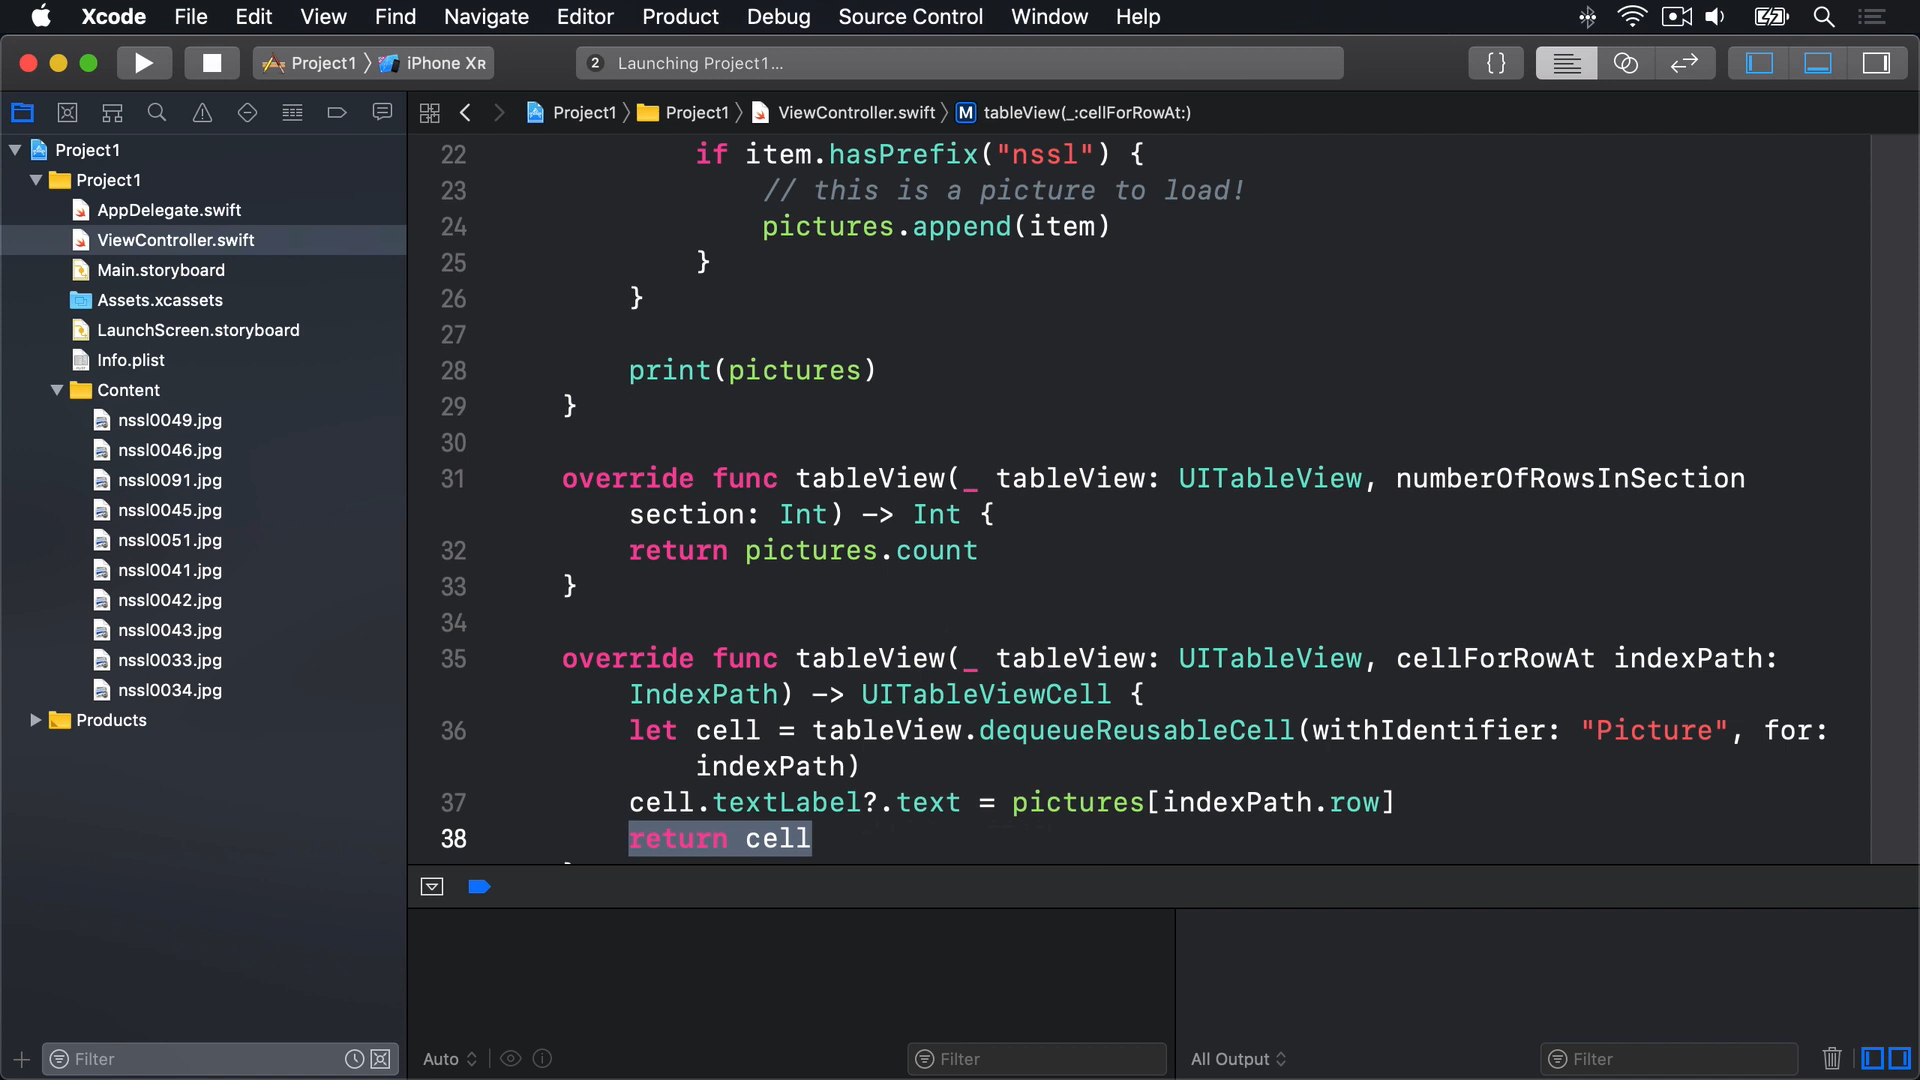 Xcode File Edit View Find Navigate Editor Product Debug Source Control Window Help
Project1 iPhone XR
2 Launching Project1...
{}
Project1 Project1 ViewController.swift M tableView(_:cellForRowAt:)
Project1
Project1
AppDelegate.swift
ViewController.swift
Main.storyboard
Assets.xcassets
LaunchScreen.storyboard
Info.plist
Content
nssl0049.jpg
nssl0046.jpg
nssl0091.jpg
nssl0045.jpg
nssl0051.jpg
nssl0041.jpg
nssl0042.jpg
nssl0043.jpg
nssl0033.jpg
nssl0034.jpg
Products
22 if item.hasPrefix("nssl") {
23 // this is a picture to load!
24 pictures.append(item)
25 }
26 }
27
28 print(pictures)
29 }
30
31 override func tableView(_ tableView: UITableView, numberOfRowsInSection
section: Int) -> Int {
32 return pictures.count
33 }
34
35 override func tableView(_ tableView: UITableView, cellForRowAt indexPath:
IndexPath) -> UITableViewCell {
36 let cell = tableView.dequeueReusableCell(withIdentifier: "Picture", for:
indexPath)
37 cell.textLabel?.text = pictures[indexPath.row]
38 return cell
Filter
Auto
Filter
All Output
Filter